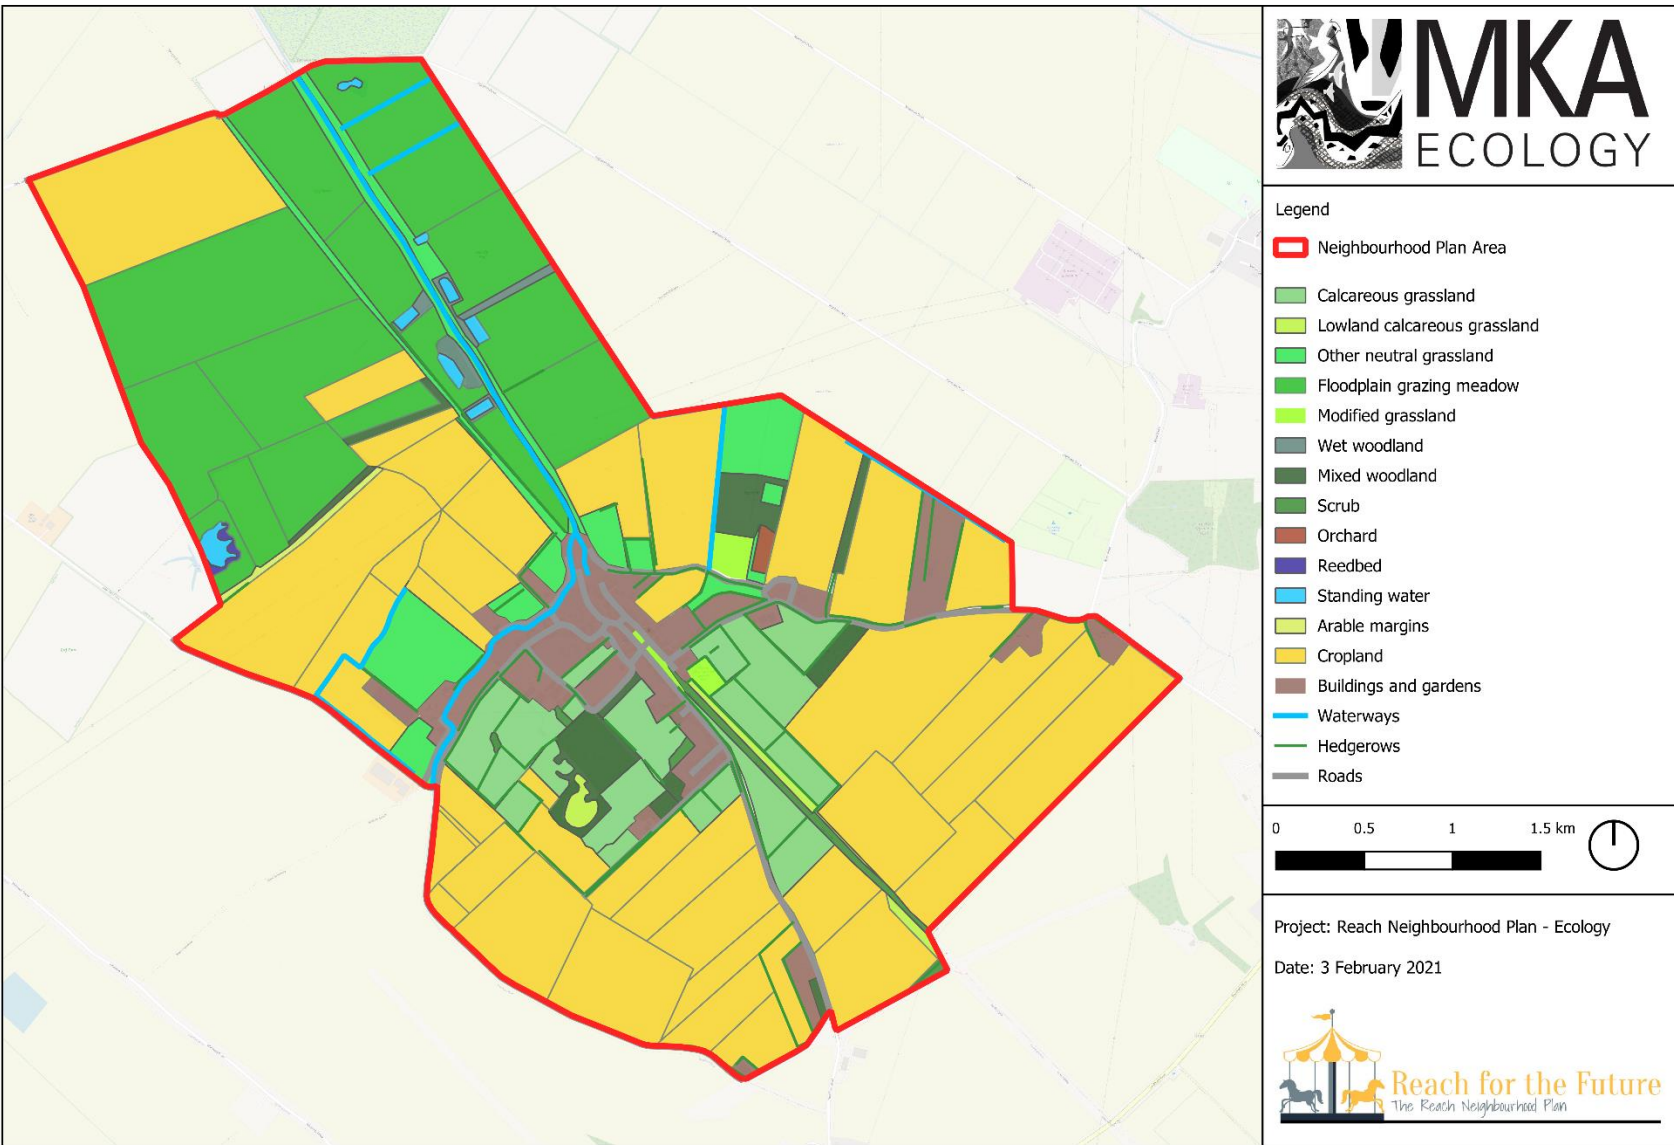 MKA
ECOLOGY
Legend
Neighbourhood Plan Area
Calcareous grassland
Lowland calcareous grassland
Other neutral grassland
Floodplain grazing meadow
Modified grassland
Wet woodland
Mixed woodland
Scrub
Orchard
Reedbed
Standing water
Arable margins
Cropland
Buildings and gardens
Waterways
Hedgerows
Roads
0 0.5 1 1.5 km
Project: Reach Neighbourhood Plan - Ecology
Date: 3 February 2021
Reach for the Future
The Reach Neighbourhood Plan